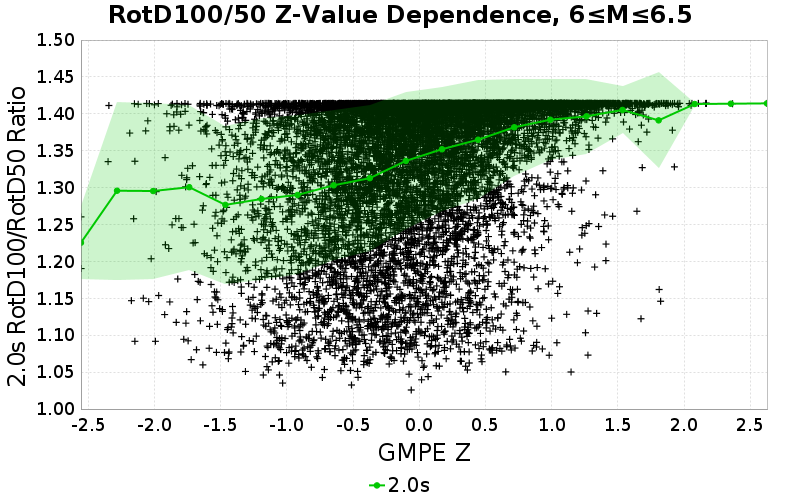 RotD100/50 Z-Value Dependence, 6≤M≤6.5
2.0s RotD100/RotD50 Ratio
1.50
1.45
1.40
1.35
1.30
1.25
1.20
1.15
1.10
1.05
1.00
-2.5 -2.0 -1.5 -1.0 -0.5 0.0 0.5 1.0 1.5 2.0 2.5
GMPE Z
2.0s